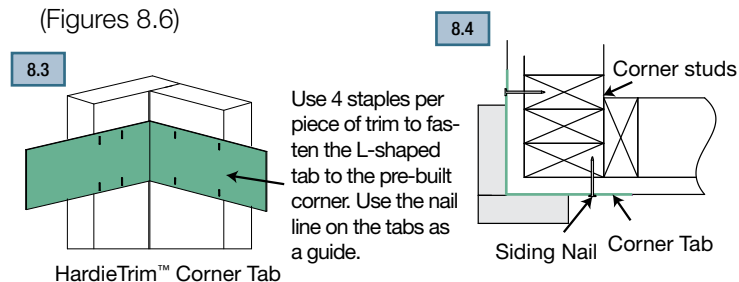 (Figures 8.6)
8.3
Use 4 staples per
piece of trim to fas-
ten the L-shaped
tab to the pre-built
corner. Use the nail
line on the tabs as
a guide.
HardieTrim™ Corner Tab
8.4
Corner studs
Siding Nail
Corner Tab